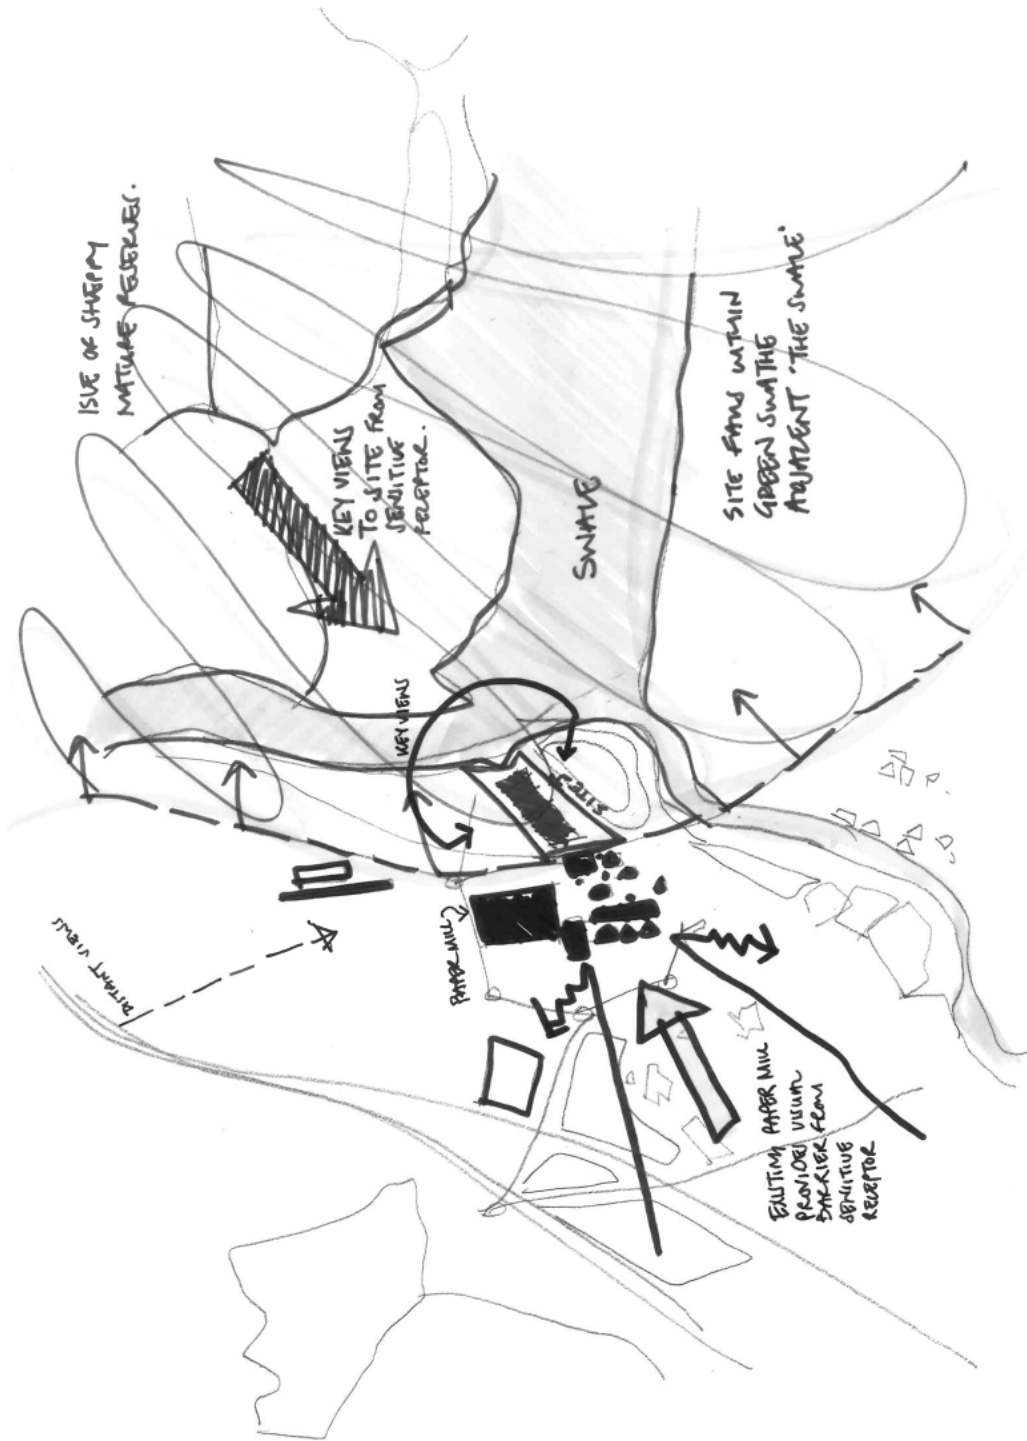 ISLE OF SHEPPY
NATURE RESERVES.
KEY VIEWS
TO SITE FROM
SENSITIVE
RECEPTOR.
SWALE
SITE FALLS WITHIN
GREEN SWATHE
ADJACENT 'THE SWALE'
KEY VIEWS
SITE
DISTANT VIEWS
PAPER MILL
EXISTING PAPER MILL
PROVIDES VISUAL
BARRIER FROM
SENSITIVE
RECEPTOR